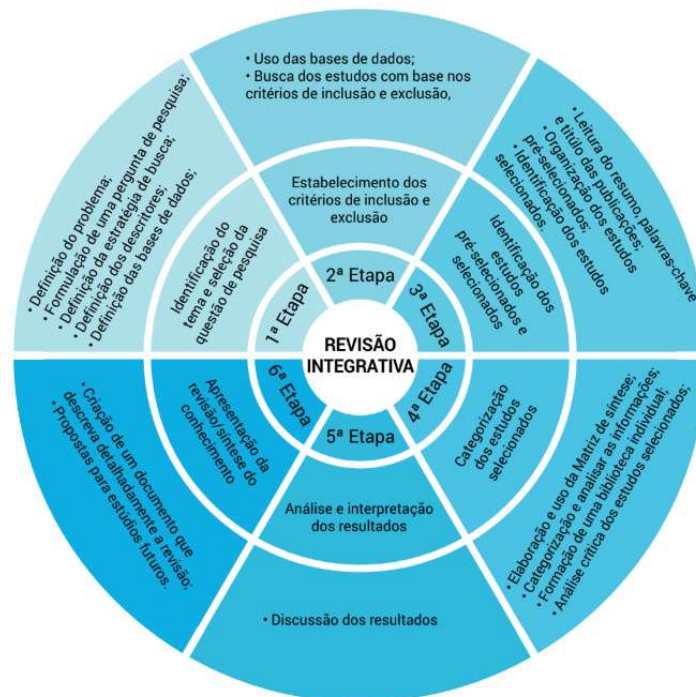 REVISÃO
INTEGRATIVA
1ª Etapa
Identificação do
tema e seleção da
questão de pesquisa
• Definição do problema;
• Formulação de uma pergunta de pesquisa;
• Definição da estratégia de busca;
• Definição dos descritores;
• Definição das bases de dados;
2ª Etapa
Estabelecimento dos
critérios de inclusão e
exclusão
• Uso das bases de dados;
• Busca dos estudos com base nos
critérios de inclusão e exclusão,
3ª Etapa
Identificação dos
estudos
pré-selecionados e
selecionados
• Leitura do resumo, palavras-chave
e titúlo das publicações;
• Organização dos estudos
pré-selecionados;
• Identificação dos estudos
selecionados.
4ª Etapa
Categorização
dos estudos
selecionados
• Elaboração e uso da Matriz de síntese;
• Categorização e analisar as informações;
• Formação de uma biblioteca individual;
• Análise crítica dos estudos selecionados;
5ª Etapa
Análise e interpretação
dos resultados
• Discussão dos resultados
6ª Etapa
Apresentação da
revisão/síntese do
conhecimento
• Criação de um documento que
descreva detalhadamente a revisão;
• Propostas para estúdios futuros.